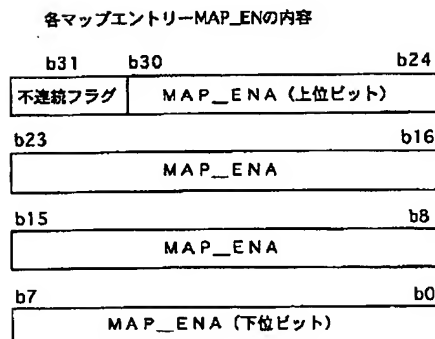 各マップエントリーMAP_ENの内容
b31 b30 b24
不連続フラグ MAP_ENA (上位ビット)
b23 b16
MAP_ENA
b15 b8
MAP_ENA
b7 b0
MAP_ENA (下位ビット)